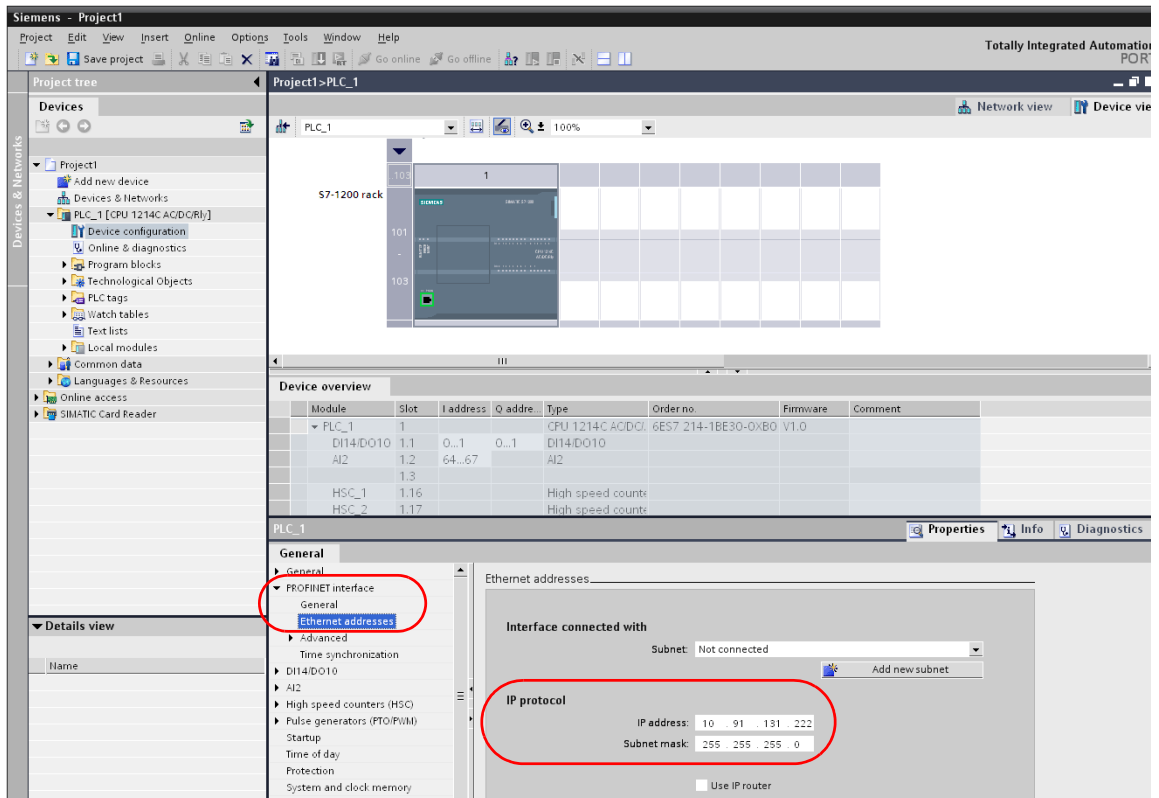 Siemens - Project1
Project Edit View Insert Online Options Tools Window Help
Totally Integrated Automation
PORT
Save project Go online Go offline
Project tree
Project1>PLC_1
Devices
Network view Device vie
PLC_1 100%
Devices & Networks
Project1
Add new device
Devices & Networks
PLC_1 [CPU 1214C AC/DC/Rly]
Device configuration
Online & diagnostics
Program blocks
Technological Objects
PLC tags
Watch tables
Text lists
Local modules
Common data
Languages & Resources
Online access
SIMATIC Card Reader
.103 1
S7-1200 rack
SIEMENS
101
-
103
Device overview
Module Slot I address Q addre... Type Order no. Firmware Comment
PLC_1 1 CPU 1214C AC/DC/. 6ES7 214-1BE30-0XB0 V1.0
DI14/DO10 1.1 0...1 0...1 DI14/DO10
AI2 1.2 64...67 AI2
1.3
HSC_1 1.16 High speed counte
HSC_2 1.17 High speed counte
PLC_1
Properties Info Diagnostics
General
General
PROFINET interface
General
Ethernet addresses
Advanced
Time synchronization
DI14/DO10
AI2
High speed counters (HSC)
Pulse generators (PTO/PWM)
Startup
Time of day
Protection
System and clock memory
Ethernet addresses
Interface connected with
Subnet: Not connected
Add new subnet
IP protocol
IP address: 10 . 91 . 131 . 222
Subnet mask: 255 . 255 . 255 . 0
Use IP router
Details view
Name